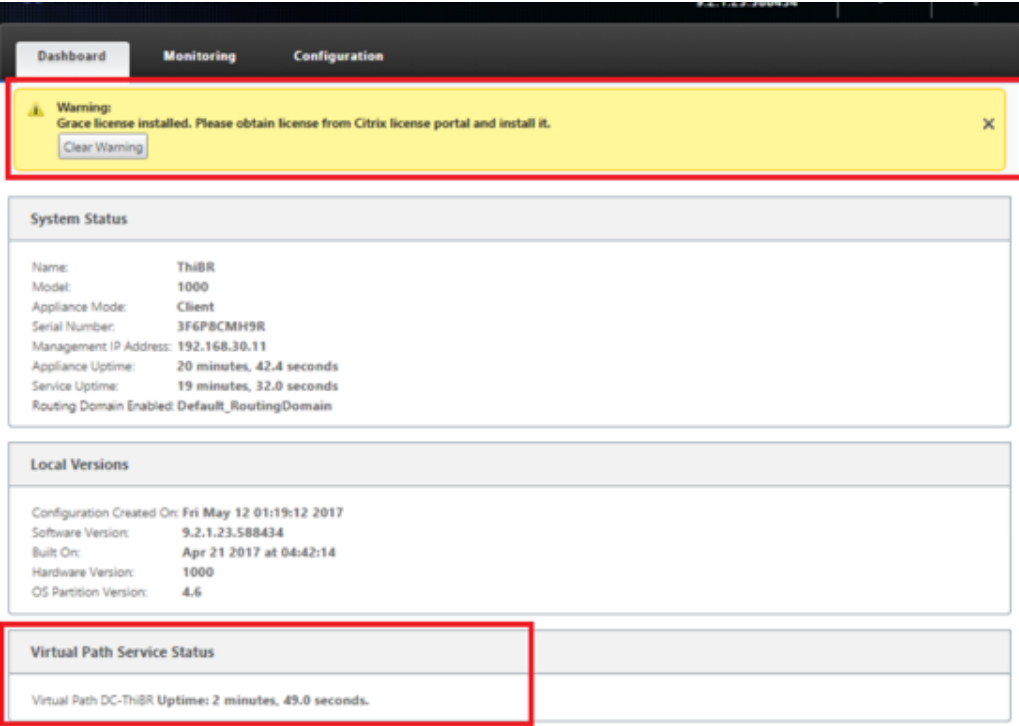 9.2.1.23.588434
Dashboard Monitoring Configuration
Warning:
Grace license installed. Please obtain license from Citrix license portal and install it.
Clear Warning
System Status
Name: ThiBR
Model: 1000
Appliance Mode: Client
Serial Number: 3F6P8CMH9R
Management IP Address: 192.168.30.11
Appliance Uptime: 20 minutes, 42.4 seconds
Service Uptime: 19 minutes, 32.0 seconds
Routing Domain Enabled: Default_RoutingDomain
Local Versions
Configuration Created On: Fri May 12 01:19:12 2017
Software Version: 9.2.1.23.588434
Built On: Apr 21 2017 at 04:42:14
Hardware Version: 1000
OS Partition Version: 4.6
Virtual Path Service Status
Virtual Path DC-ThiBR Uptime: 2 minutes, 49.0 seconds.